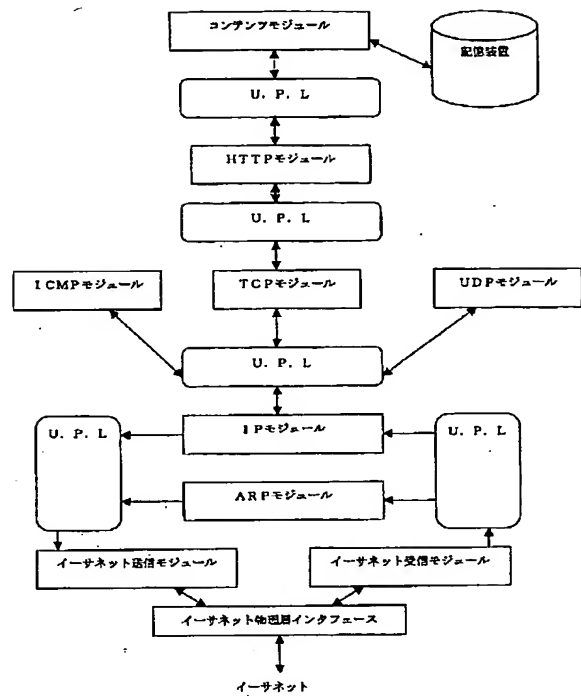 コンテンツモジュール
記憶装置
U．P．L
HTTPモジュール
U．P．L
ICMPモジュール
TCPモジュール
UDPモジュール
U．P．L
U．P．L
IPモジュール
U．P．L
ARPモジュール
イーサネット送信モジュール
イーサネット受信モジュール
イーサネット物理層インタフェース
イーサネット